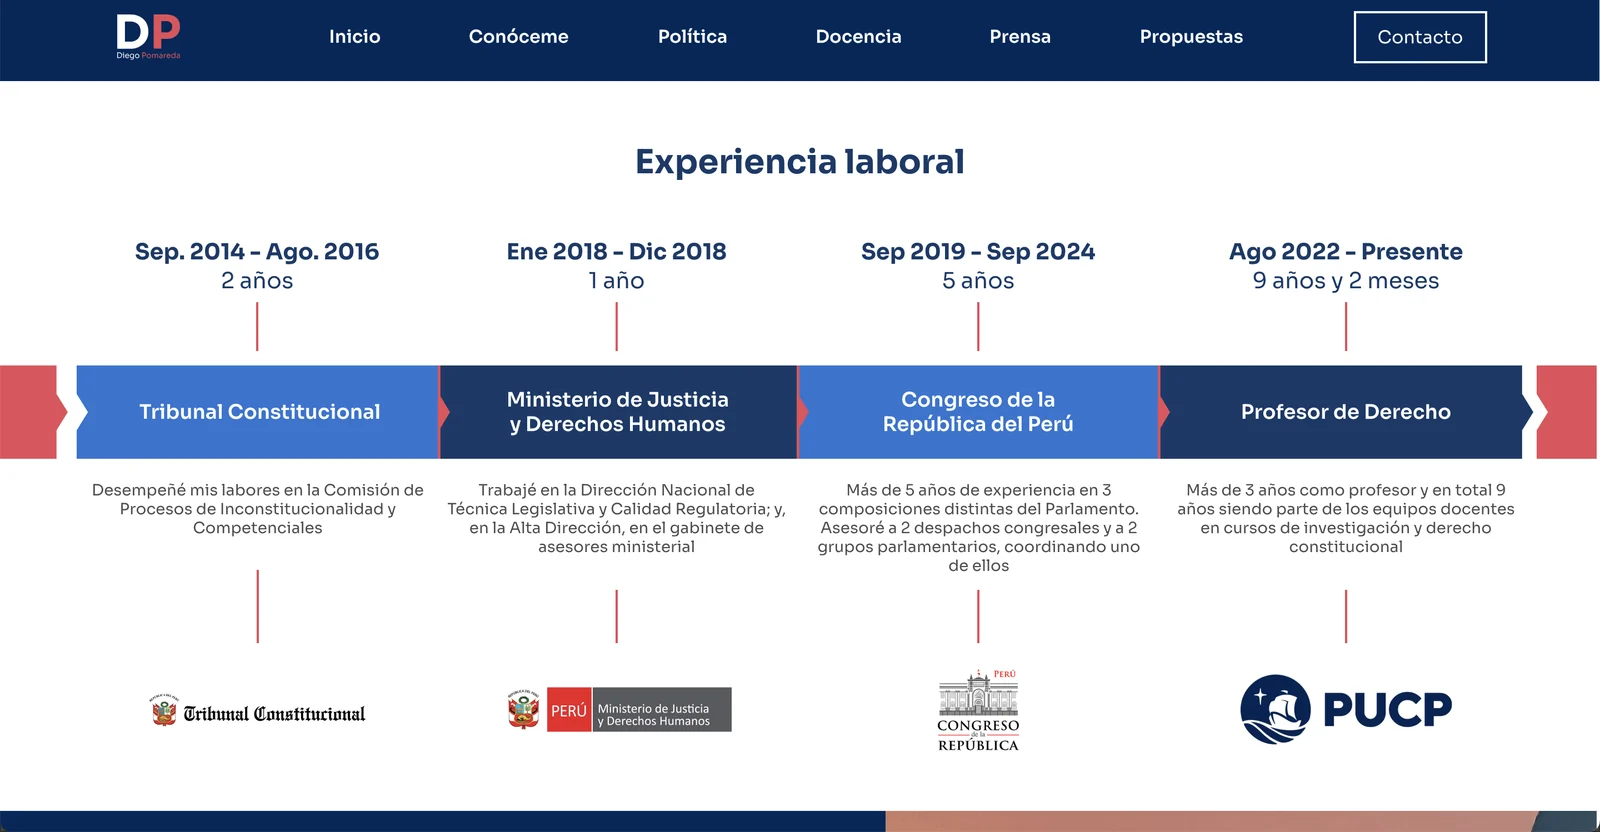 DP
Diego Pomareda
Inicio
Conóceme
Política
Docencia
Prensa
Propuestas
Contacto
Experiencia laboral
Sep. 2014 - Ago. 2016
2 años
Ene 2018 - Dic 2018
1 año
Sep 2019 - Sep 2024
5 años
Ago 2022 - Presente
9 años y 2 meses
Tribunal Constitucional
Ministerio de Justicia
y Derechos Humanos
Congreso de la
República del Perú
Profesor de Derecho
Desempeñé mis labores en la Comisión de
Procesos de Inconstitucionalidad y
Competenciales
Trabajé en la Dirección Nacional de
Técnica Legislativa y Calidad Regulatoria; y,
en la Alta Dirección, en el gabinete de
asesores ministerial
Más de 5 años de experiencia en 3
composiciones distintas del Parlamento.
Asesoré a 2 despachos congresales y a 2
grupos parlamentarios, coordinando uno
de ellos
Más de 3 años como profesor y en total 9
años siendo parte de los equipos docentes
en cursos de investigación y derecho
constitucional
REPÚBLICA DEL PERÚ
Tribunal Constitucional
REPÚBLICA DEL PERÚ
PERÚ
Ministerio de Justicia
y Derechos Humanos
PERÚ
CONGRESO
de la
REPÚBLICA
PUCP